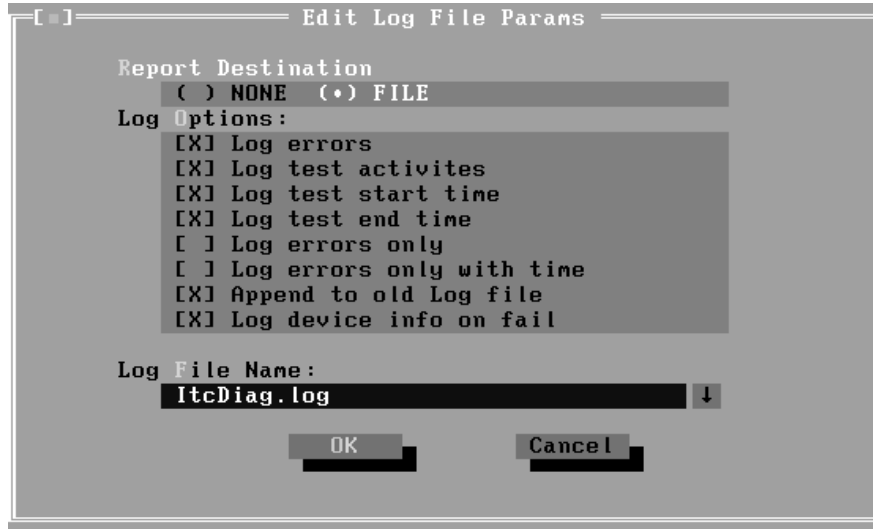 [■] Edit Log File Params
Report Destination
( ) NONE (•) FILE
Log Options:
[X] Log errors
[X] Log test activites
[X] Log test start time
[X] Log test end time
[ ] Log errors only
[ ] Log errors only with time
[X] Append to old Log file
[X] Log device info on fail
Log File Name:
ItcDiag.log ↓
OK Cancel